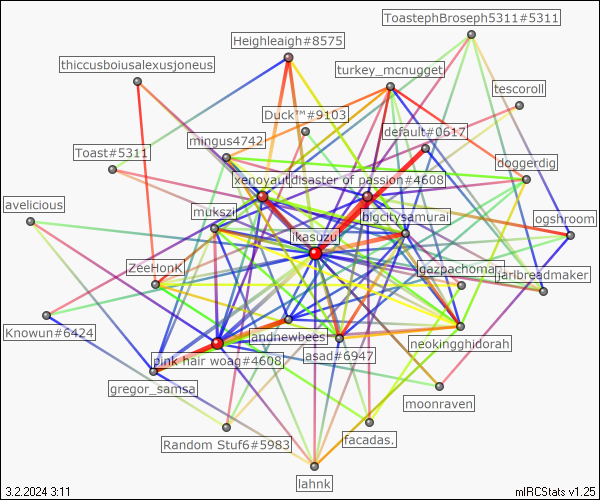 ToastephBroseph5311#5311
Heighleaigh#8575
thiccusboiusalexusjoneus
turkey_mcnugget
tescoroll
Duck™#9103
default#0617
mingus4742
Toast#5311
doggerdig
xenoyaut
disaster of passion#4608
avelicious
mukszil
bigcitysamurai
ogshroom
ikasuzu
ZeeHonK
gazpachoma
jarlbreadmaker
Knowun#6424
andnewbees
neokingghidorah
pink hair woag#4608
asad#6947
gregor_samsa
moonraven
Random Stuf6#5983
facadas.
lahnk
3.2.2024 3:11
mIRCStats v1.25